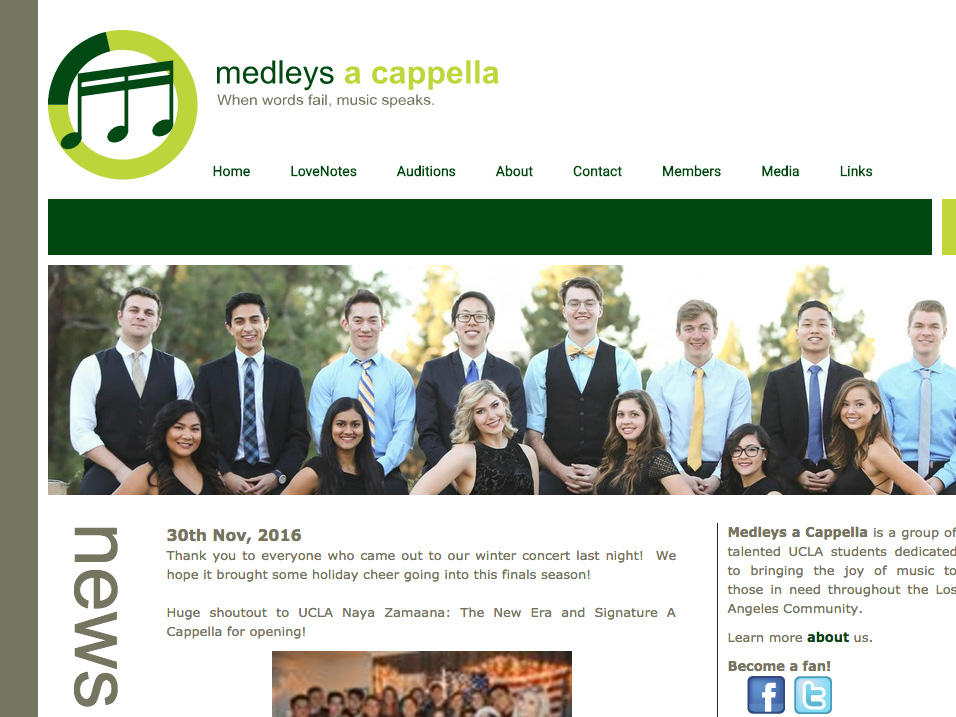 medleys a cappella
When words fail, music speaks.
Home LoveNotes Auditions About Contact Members Media Links
news
30th Nov, 2016
Thank you to everyone who came out to our winter concert last night! We
hope it brought some holiday cheer going into this finals season!
Huge shoutout to UCLA Naya Zamaana: The New Era and Signature A
Cappella for opening!
Medleys a Cappella is a group of
talented UCLA students dedicated
to bringing the joy of music to
those in need throughout the Los
Angeles Community.
Learn more about us.
Become a fan!
f t